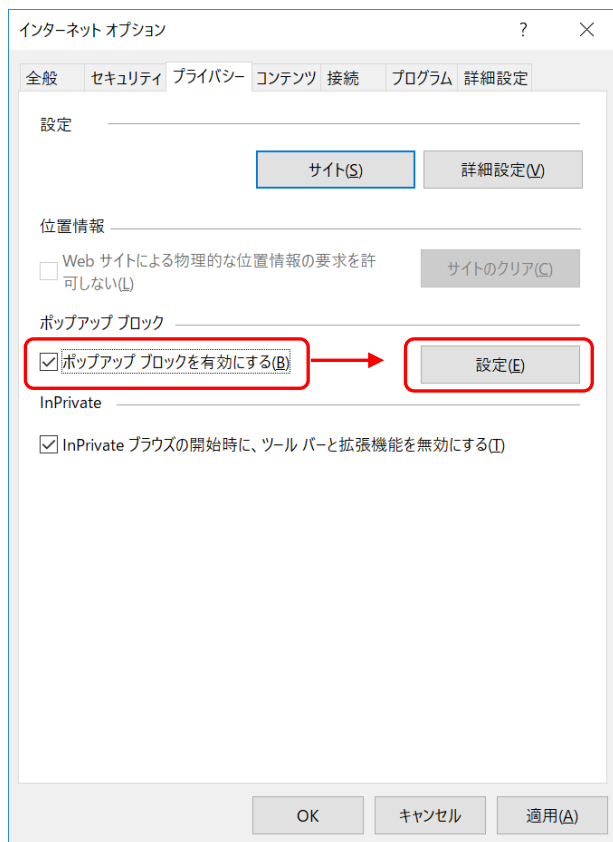 インターネット オプション ?
全般 セキュリティ プライバシー コンテンツ 接続 プログラム 詳細設定
設定
サイト(S) 詳細設定(V)
位置情報
Web サイトによる物理的な位置情報の要求を許
可しない(L)
サイトのクリア(C)
ポップアップ ブロック
ポップアップ ブロックを有効にする(B) 設定(E)
InPrivate
InPrivate ブラウズの開始時に、ツール バーと拡張機能を無効にする(T)
OK キャンセル 適用(A)